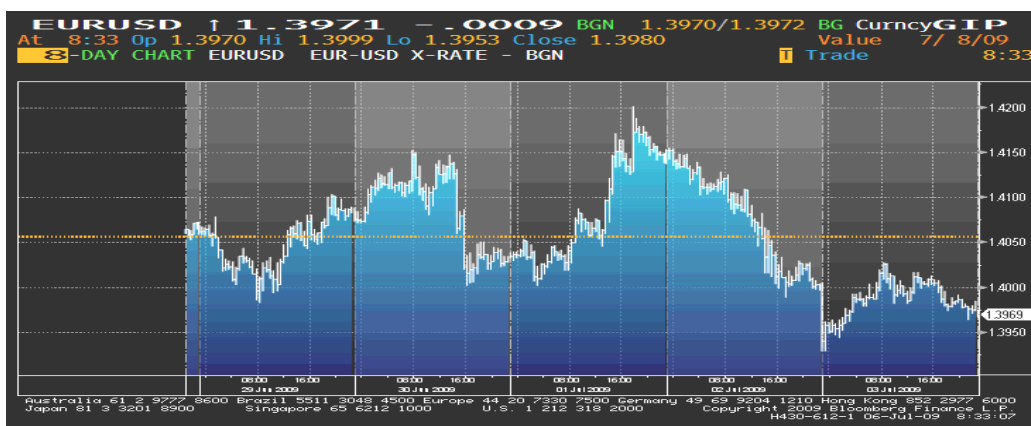 EURUSD ↑ 1.3971 -.0009 BGN 1.3970/1.3972 BG Curncy GIP
At 8:33 Op 1.3970 Hi 1.3999 Lo 1.3953 Close 1.3980 Value 7/ 8/09
8-DAY CHART EURUSD EUR-USD X-RATE - BGN T Trade 8:33
1.4200
1.4150
1.4100
1.4050
1.4000
1.3969
1.3950
08:00 16:00 08:00 16:00 08:00 16:00 08:00 16:00 08:00 16:00
29 Jun 2009 30 Jun 2009 01 Jul 2009 02 Jul 2009 03 Jul 2009
Australia 61 2 9777 8600 Brazil 5511 3048 4500 Europe 44 20 7330 7500 Germany 49 69 9204 1210 Hong Kong 852 2977 6000
Japan 81 3 3201 8900 Singapore 65 6212 1000 U.S. 1 212 318 2000 Copyright 2009 Bloomberg Finance L.P.
H430-612-1 06-Jul-09 8:33:07